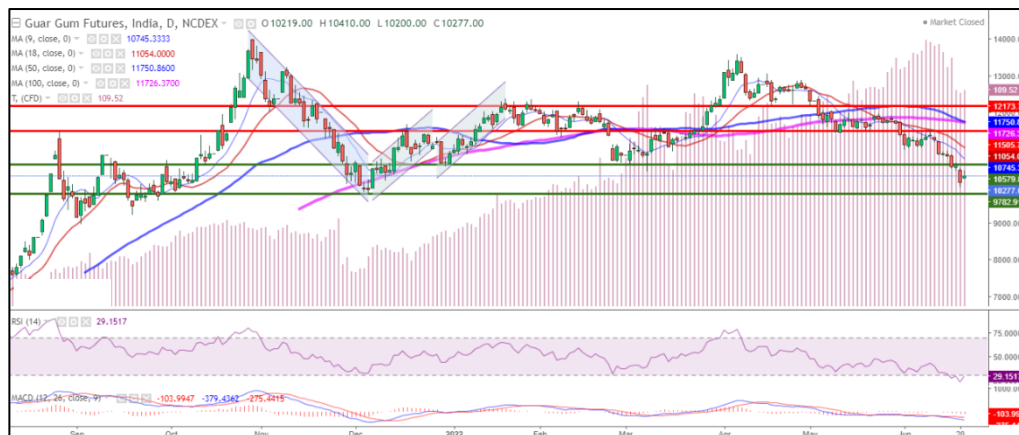 Guar Gum Futures, India, D, NCDEX O10219.00 H10410.00 L10200.00 C10277.00
Market Closed
MA (9, close, 0) 10745.3333
MA (18, close, 0) 11054.0000
MA (50, close, 0) 11750.8600
MA (100, close, 0) 11726.3700
T, (CFD) 109.52
14000.
13000.
109.52
12173.
11750.8
11726.3
11505.
11054.0
10745.
10579.
10277.0
9782.9
9000.0
8000.0
7000.0
RSI (14) 29.1517
75.000
50.000
29.1517
1000.0
MACD (12, 26, close, 9) -103.9947 -379.4362 -275.4415
-103.99
Sep Oct Nov Dec 2022 Feb Mar Apr May Jun 20